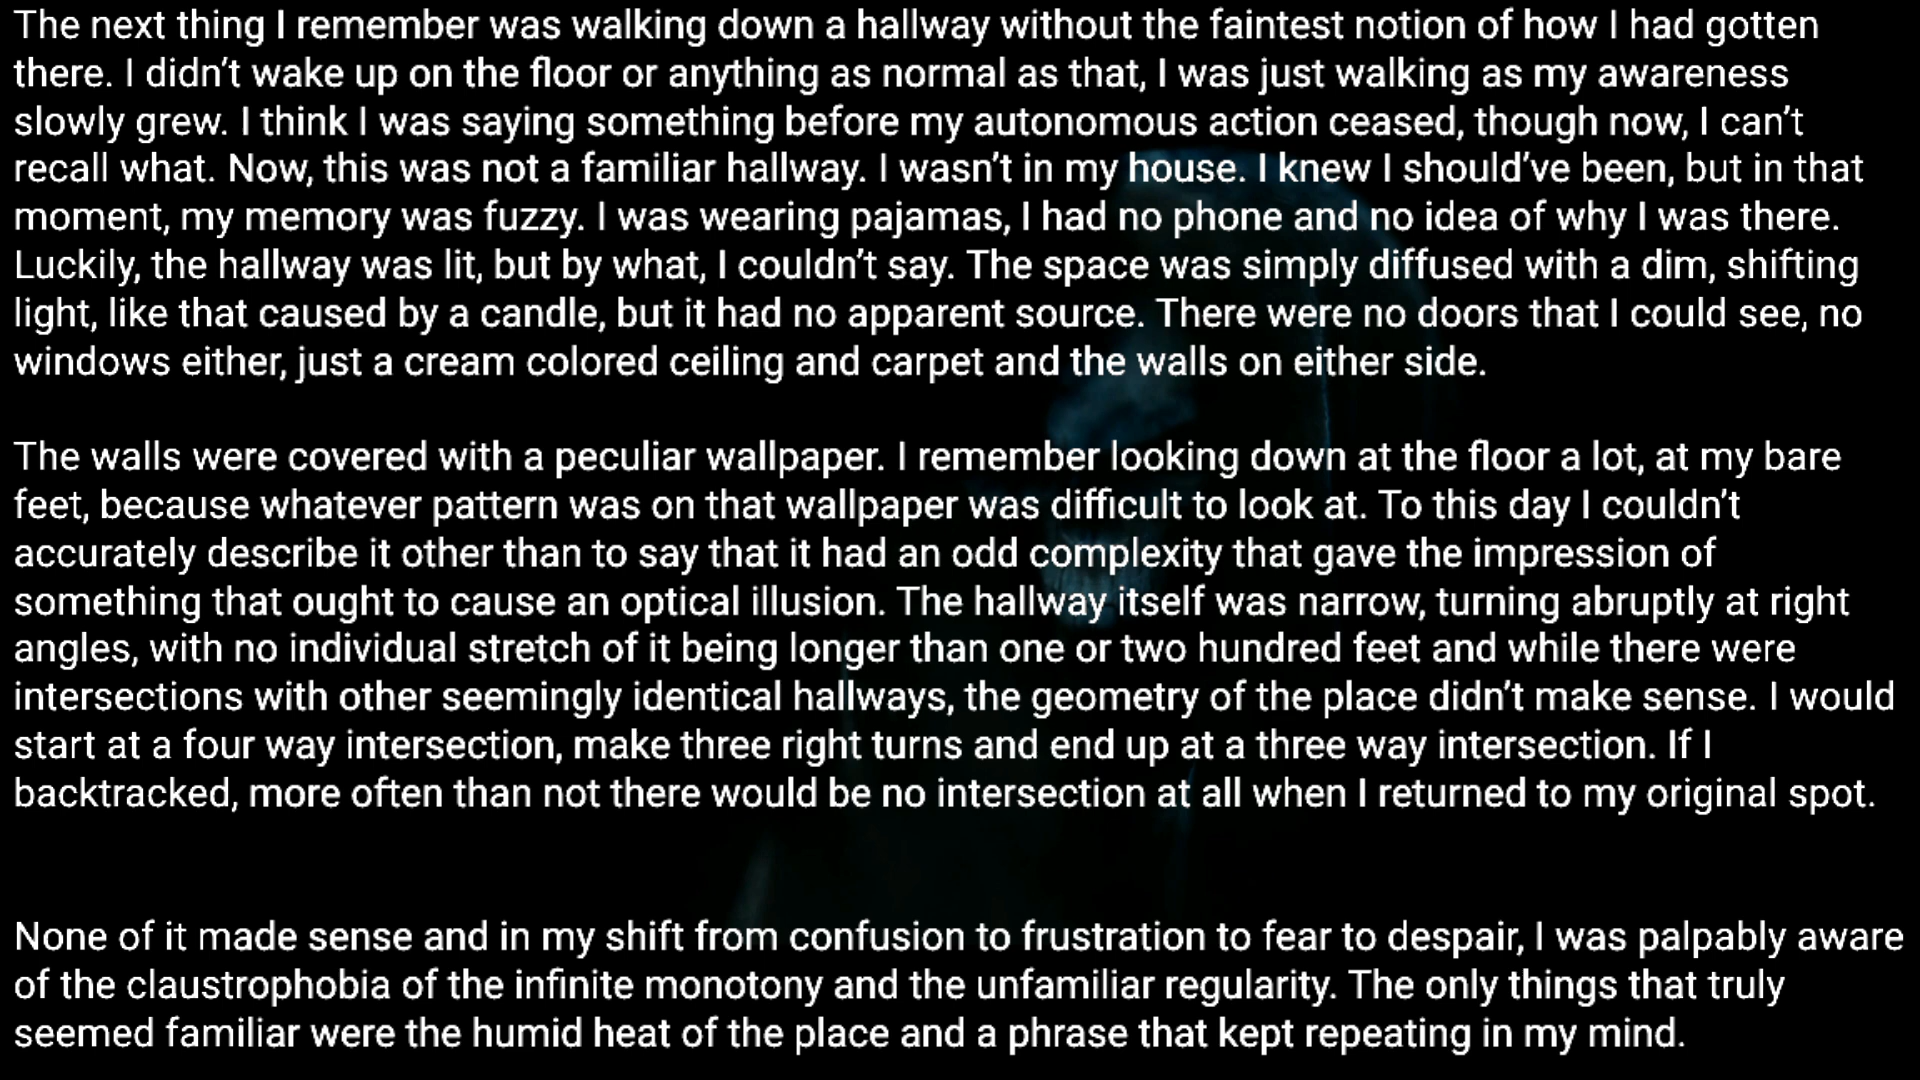 The next thing I remember was walking down a hallway without the faintest notion of how I had gotten
there. I didn’t wake up on the floor or anything as normal as that, I was just walking as my awareness
slowly grew. I think I was saying something before my autonomous action ceased, though now, I can’t
recall what. Now, this was not a familiar hallway. I wasn’t in my house. I knew I should’ve been, but in that
moment, my memory was fuzzy. I was wearing pajamas, I had no phone and no idea of why I was there.
Luckily, the hallway was lit, but by what, I couldn’t say. The space was simply diffused with a dim, shifting
light, like that caused by a candle, but it had no apparent source. There were no doors that I could see, no
windows either, just a cream colored ceiling and carpet and the walls on either side.
The walls were covered with a peculiar wallpaper. I remember looking down at the floor a lot, at my bare
feet, because whatever pattern was on that wallpaper was difficult to look at. To this day I couldn’t
accurately describe it other than to say that it had an odd complexity that gave the impression of
something that ought to cause an optical illusion. The hallway itself was narrow, turning abruptly at right
angles, with no individual stretch of it being longer than one or two hundred feet and while there were
intersections with other seemingly identical hallways, the geometry of the place didn’t make sense. I would
start at a four way intersection, make three right turns and end up at a three way intersection. If I
backtracked, more often than not there would be no intersection at all when I returned to my original spot.
None of it made sense and in my shift from confusion to frustration to fear to despair, I was palpably aware
of the claustrophobia of the infinite monotony and the unfamiliar regularity. The only things that truly
seemed familiar were the humid heat of the place and a phrase that kept repeating in my mind.